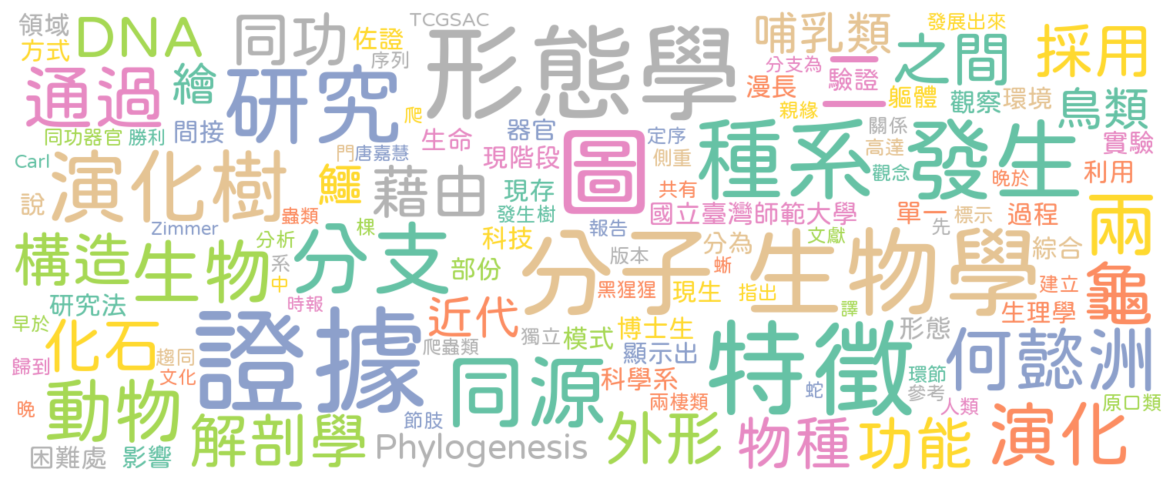 領域
DNA
同功
佐證
TCGSAC
形態學
哺乳類
發展出來
之間
採用
方式
序列
分支為
驗證
三
通過
繪
研究
爬
漫長
親緣
軀體
觀察
環境
鳥類
同功器官
勝利
間接
生命
器官
定序
關係
高達
實驗
Carl
門
唐嘉慧
現階段
圖
側重
種系
發生
觀念
晚於
利用
演化樹
鱷
藉由
現存
共有
說
蟲類
發生樹
國立臺灣師範大學
單一
過程
Zimmer
棵
報告
文獻
先
標示
兩
構造
生物
分析
系
分支
科技
分子
版本
分為
生物學
綜合
中
部份
蜥
龜
研究法
時報
黑猩猩
現生
指出
建立
早於
化石
證據
近代
獨立
模式
博士生
譯
生理學
歸到
趨同
爬蟲類
顯示出
特徵
形態
何懿洲
文化
同源
科學系
環節
蛇
參考
晚
動物
節肢
兩棲類
人類
原口類
困難處
影響
解剖學
Phylogenesis
外形
物種
功能
演化